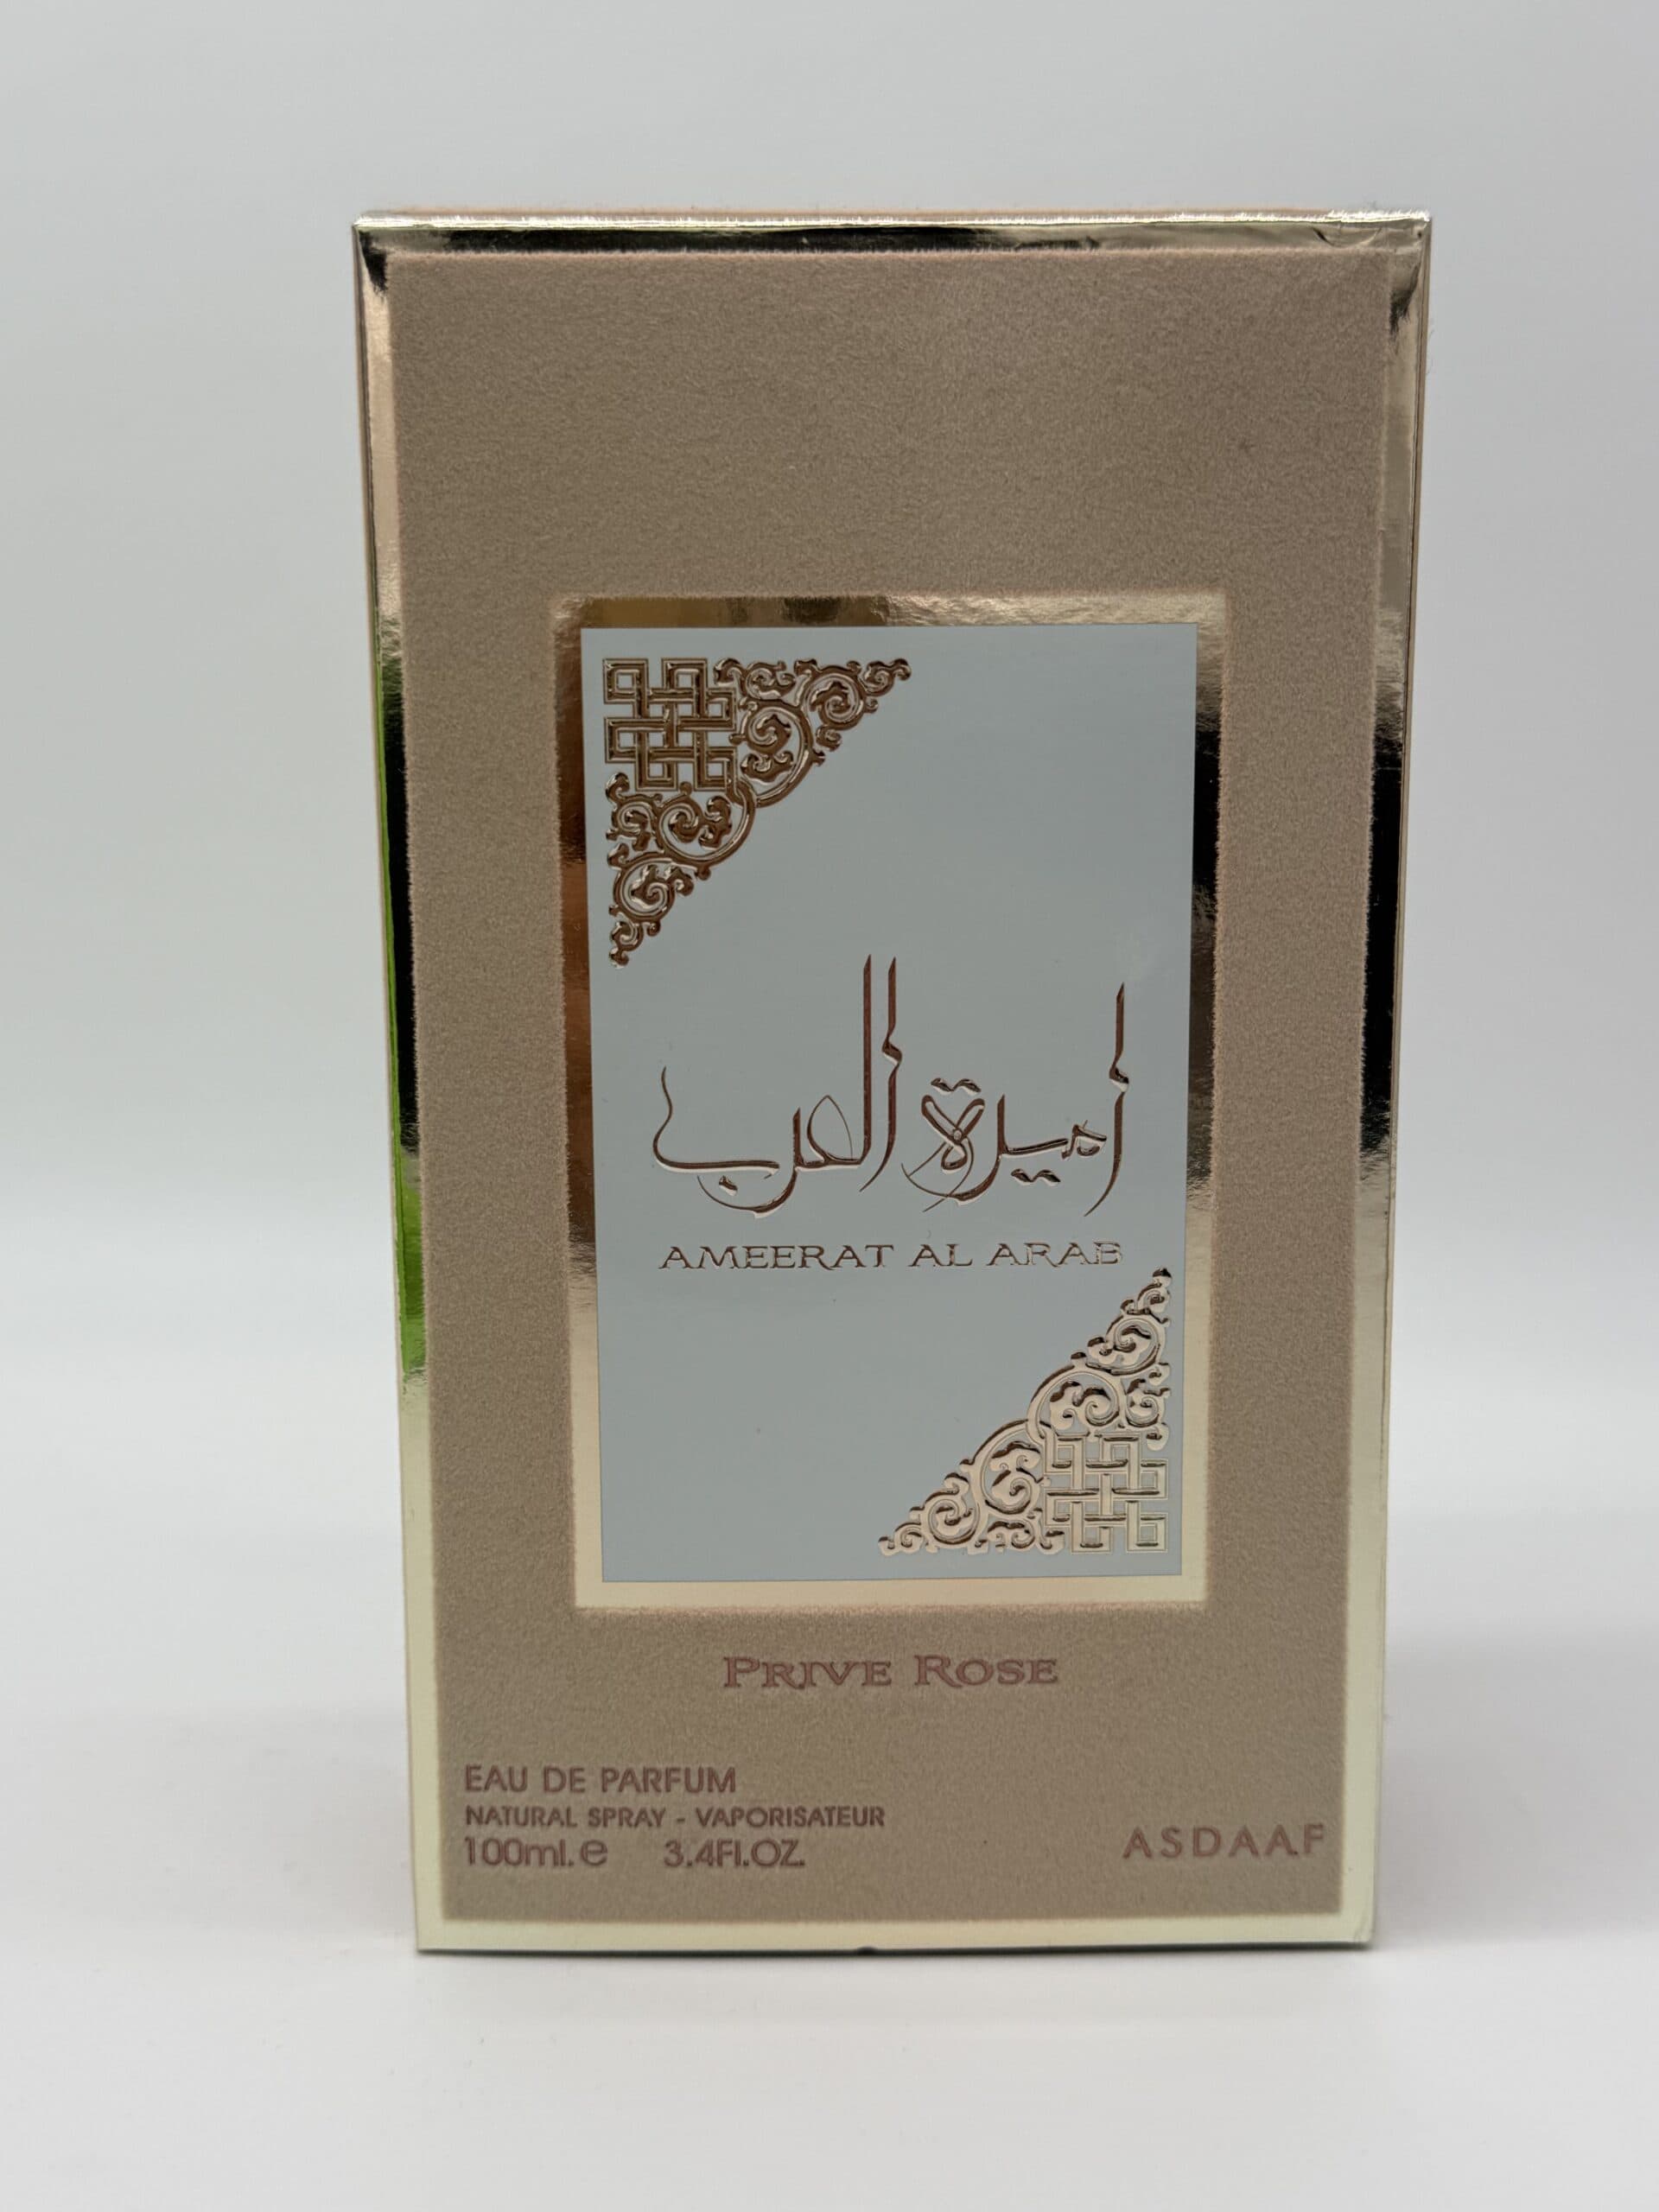 أميرة العرب
AMEERAT AL ARAB
PRIVE ROSE
EAU DE PARFUM
NATURAL SPRAY - VAPORISATEUR
100ml.e 3.4Fl.OZ.
ASDAAF